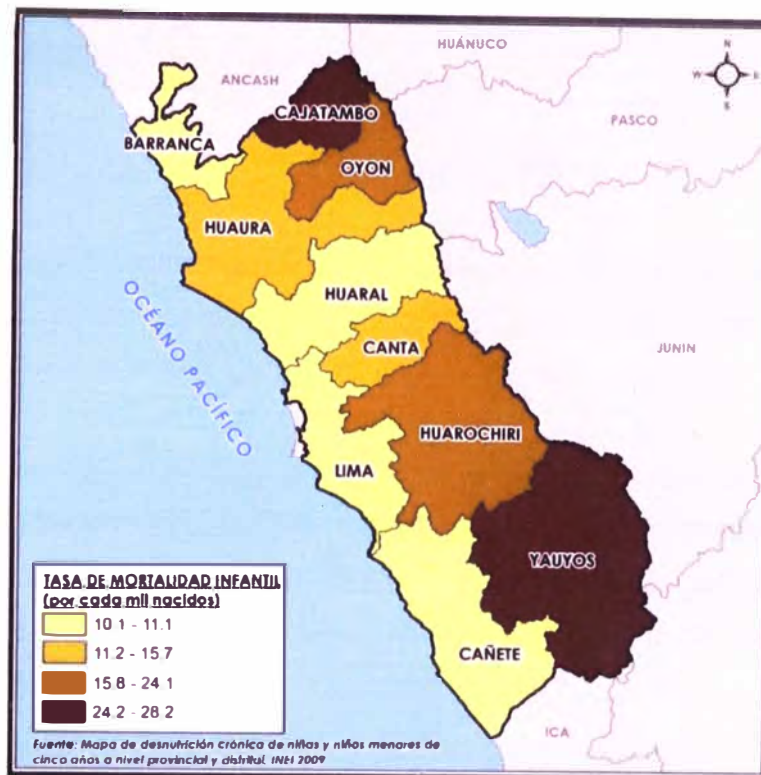 HUÁNUCO
ANCASH
N
W E
S
CAJATAMBO
PASCO
BARRANCA
OYON
HUAURA
HUARAL
OCÉANO PACÍFICO
CANTA
JUNIN
HUAROCHIRI
LIMA
YAUYOS
TASA DE MORTALIDAD INFANTIL
(por cada mil nacidos)
10.1 - 11.1
11.2 - 15.7
15.8 - 24.1
24.2 - 28.2
CAÑETE
ICA
Fuente: Mapa de desnutrición crónica de niñas y niños menares de
cinco años a nivel provincial y distrital. INEI 2009